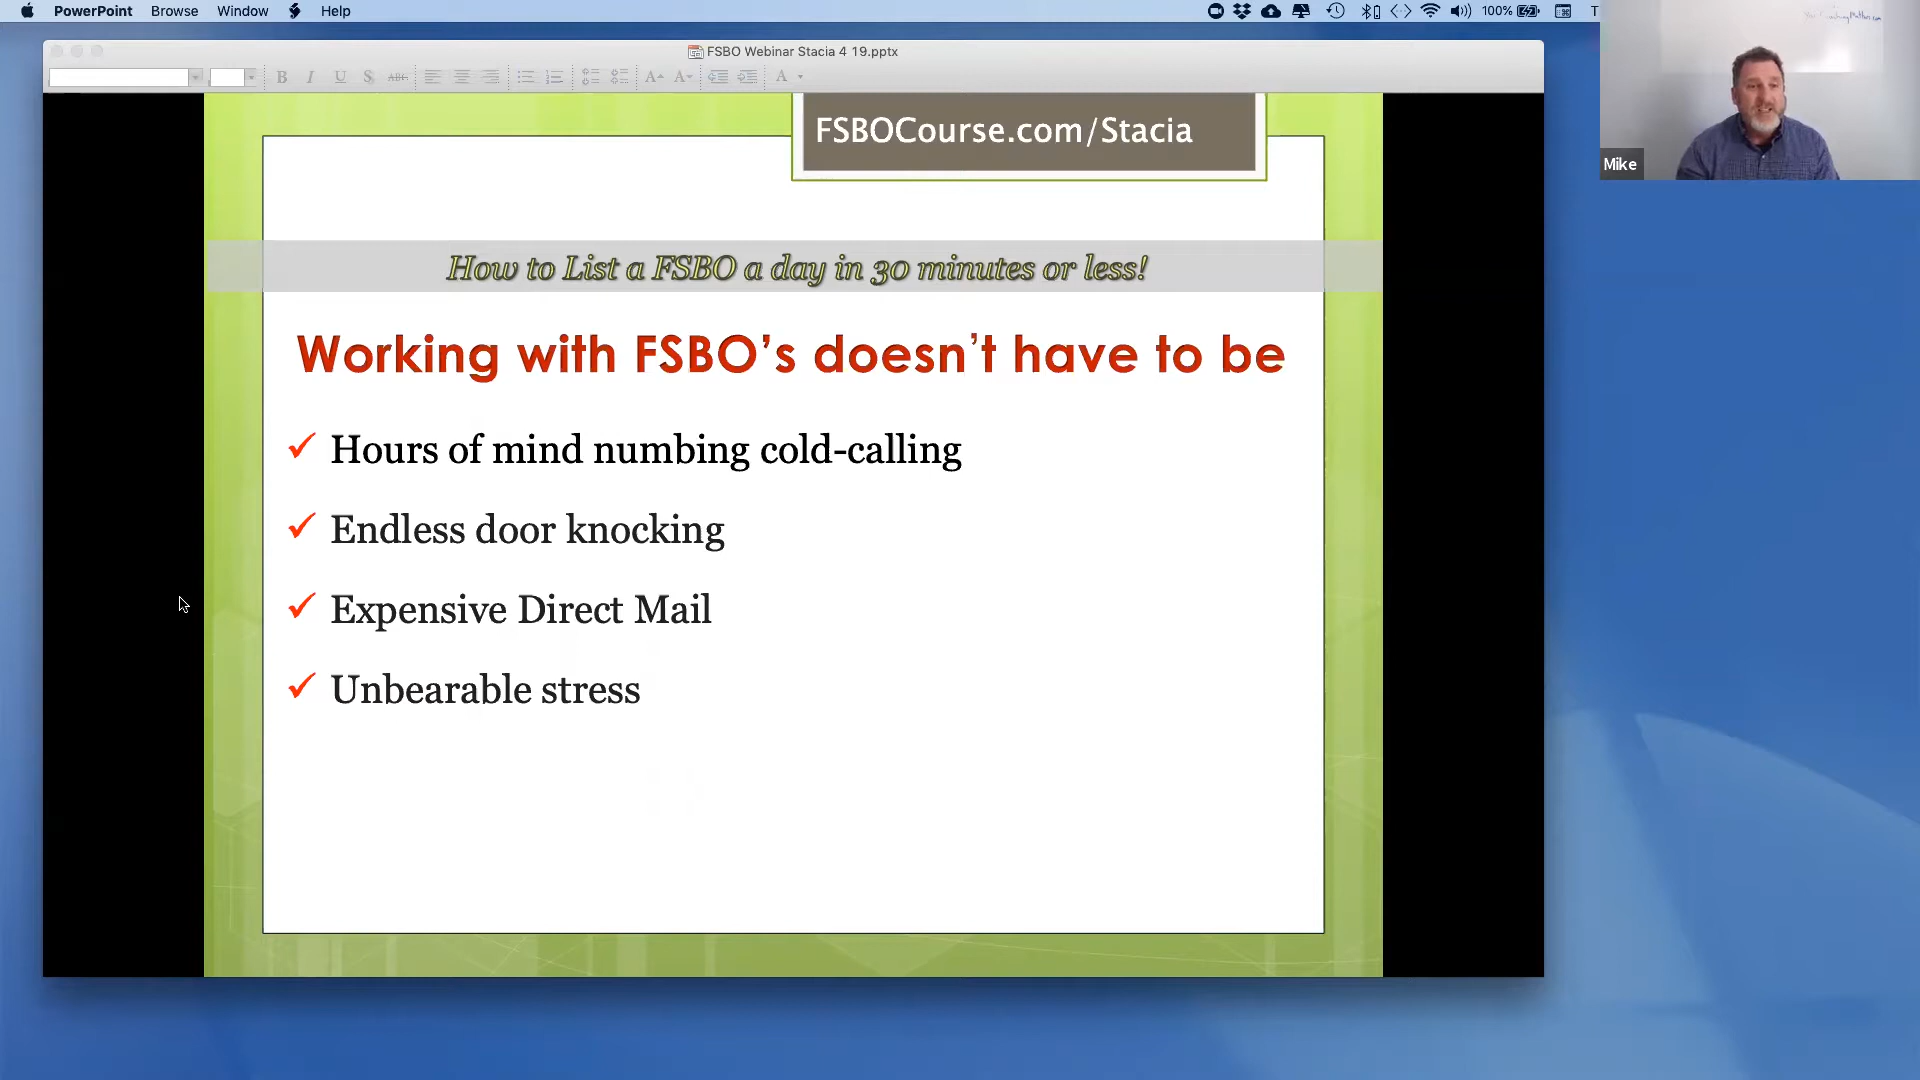 PowerPoint Browse Window Help 100%
FSBO Webinar Stacia 4 19.pptx
B I U S ABC A A A
FSBOCourse.com/Stacia
Mike
How to List a FSBO a day in 30 minutes or less!
Working with FSBO’s doesn’t have to be
Hours of mind numbing cold-calling
Endless door knocking
Expensive Direct Mail
Unbearable stress